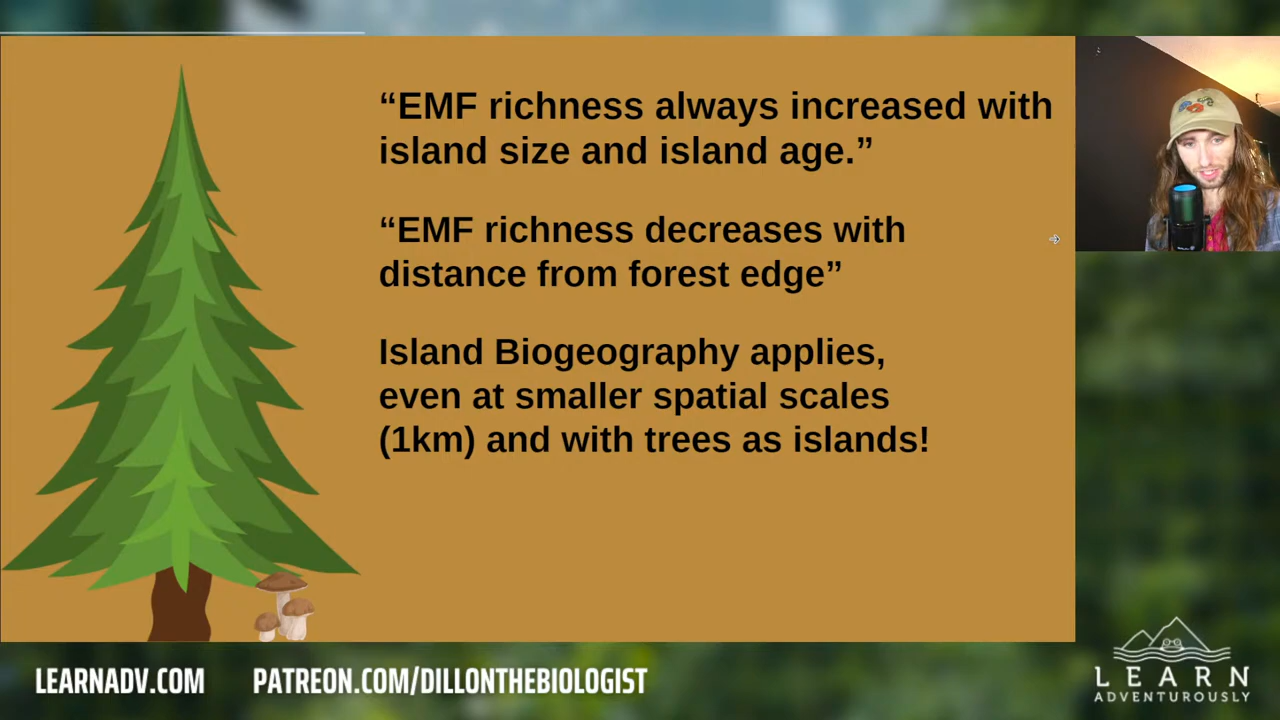 “EMF richness always increased with
island size and island age.”
“EMF richness decreases with
distance from forest edge”
Island Biogeography applies,
even at smaller spatial scales
(1km) and with trees as islands!
LEARNADV.COM PATREON.COM/DILLONTHEBIOLOGIST
LEARN
ADVENTUROUSLY